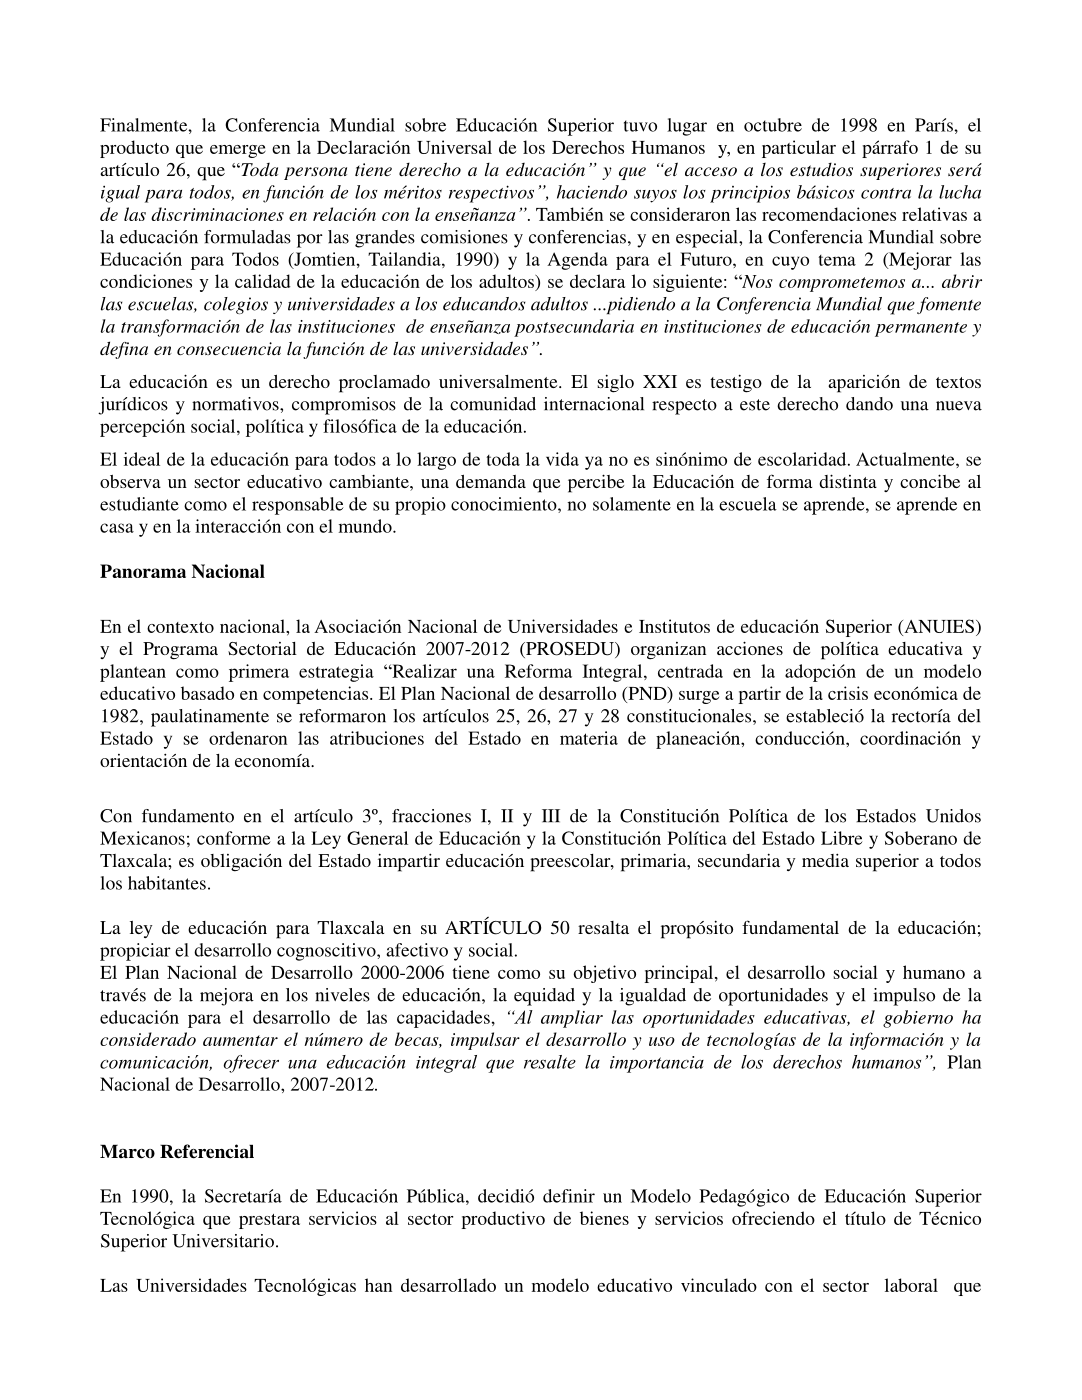 Finalmente, la Conferencia Mundial sobre Educación Superior tuvo lugar en octubre de 1998 en París, el
producto que emerge en la Declaración Universal de los Derechos Humanos y, en particular el párrafo 1 de su
artículo 26, que “Toda persona tiene derecho a la educación” y que “el acceso a los estudios superiores será
igual para todos, en función de los méritos respectivos”, haciendo suyos los principios básicos contra la lucha
de las discriminaciones en relación con la enseñanza”. También se consideraron las recomendaciones relativas a
la educación formuladas por las grandes comisiones y conferencias, y en especial, la Conferencia Mundial sobre
Educación para Todos (Jomtien, Tailandia, 1990) y la Agenda para el Futuro, en cuyo tema 2 (Mejorar las
condiciones y la calidad de la educación de los adultos) se declara lo siguiente: “Nos comprometemos a... abrir
las escuelas, colegios y universidades a los educandos adultos ...pidiendo a la Conferencia Mundial que fomente
la transformación de las instituciones de enseñanza postsecundaria en instituciones de educación permanente y
defina en consecuencia la función de las universidades”.
La educación es un derecho proclamado universalmente. El siglo XXI es testigo de la aparición de textos
jurídicos y normativos, compromisos de la comunidad internacional respecto a este derecho dando una nueva
percepción social, política y filosófica de la educación.
El ideal de la educación para todos a lo largo de toda la vida ya no es sinónimo de escolaridad. Actualmente, se
observa un sector educativo cambiante, una demanda que percibe la Educación de forma distinta y concibe al
estudiante como el responsable de su propio conocimiento, no solamente en la escuela se aprende, se aprende en
casa y en la interacción con el mundo.
Panorama Nacional
En el contexto nacional, la Asociación Nacional de Universidades e Institutos de educación Superior (ANUIES)
y el Programa Sectorial de Educación 2007-2012 (PROSEDU) organizan acciones de política educativa y
plantean como primera estrategia “Realizar una Reforma Integral, centrada en la adopción de un modelo
educativo basado en competencias. El Plan Nacional de desarrollo (PND) surge a partir de la crisis económica de
1982, paulatinamente se reformaron los artículos 25, 26, 27 y 28 constitucionales, se estableció la rectoría del
Estado y se ordenaron las atribuciones del Estado en materia de planeación, conducción, coordinación y
orientación de la economía.
Con fundamento en el artículo 3º, fracciones I, II y III de la Constitución Política de los Estados Unidos
Mexicanos; conforme a la Ley General de Educación y la Constitución Política del Estado Libre y Soberano de
Tlaxcala; es obligación del Estado impartir educación preescolar, primaria, secundaria y media superior a todos
los habitantes.
La ley de educación para Tlaxcala en su ARTÍCULO 50 resalta el propósito fundamental de la educación;
propiciar el desarrollo cognoscitivo, afectivo y social.
El Plan Nacional de Desarrollo 2000-2006 tiene como su objetivo principal, el desarrollo social y humano a
través de la mejora en los niveles de educación, la equidad y la igualdad de oportunidades y el impulso de la
educación para el desarrollo de las capacidades, “Al ampliar las oportunidades educativas, el gobierno ha
considerado aumentar el número de becas, impulsar el desarrollo y uso de tecnologías de la información y la
comunicación, ofrecer una educación integral que resalte la importancia de los derechos humanos”, Plan
Nacional de Desarrollo, 2007-2012.
Marco Referencial
En 1990, la Secretaría de Educación Pública, decidió definir un Modelo Pedagógico de Educación Superior
Tecnológica que prestara servicios al sector productivo de bienes y servicios ofreciendo el título de Técnico
Superior Universitario.
Las Universidades Tecnológicas han desarrollado un modelo educativo vinculado con el sector laboral que